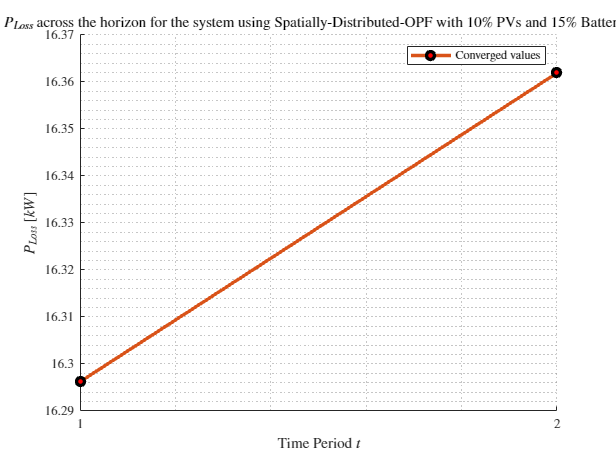 P_Loss across the horizon for the system using Spatially-Distributed-OPF with 10% PVs and 15% Batter
16.37
Converged values
16.36
16.35
16.34
16.33
16.32
16.31
16.3
16.29
P_Loss [kW]
1
2
Time Period t